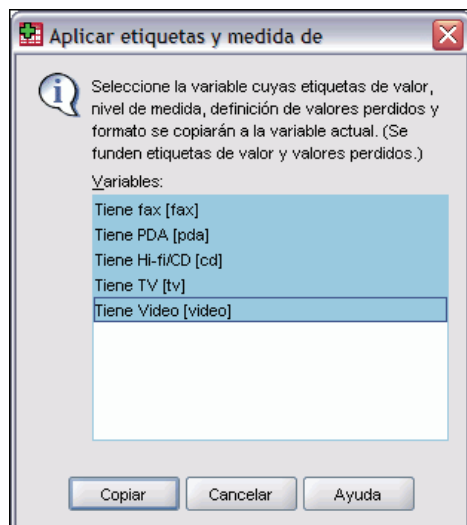 Aplicar etiquetas y medida de
Seleccione la variable cuyas etiquetas de valor,
nivel de medida, definición de valores perdidos y
formato se copiarán a la variable actual. (Se
funden etiquetas de valor y valores perdidos.)
Variables:
Tiene fax [fax]
Tiene PDA [pda]
Tiene Hi-fi/CD [cd]
Tiene TV [tv]
Tiene Video [video]
Copiar
Cancelar
Ayuda